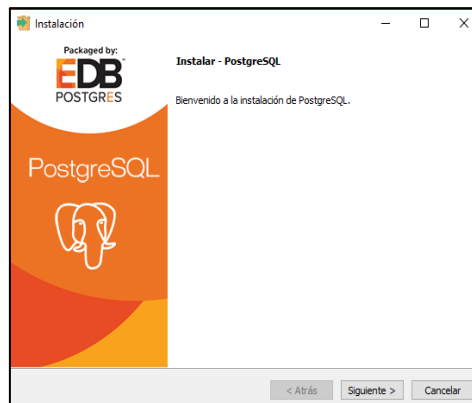 Instalación
Packaged by:
EDB
POSTGRES
Instalar - PostgreSQL
Bienvenido a la instalación de PostgreSQL.
PostgreSQL
< Atrás
Siguiente >
Cancelar